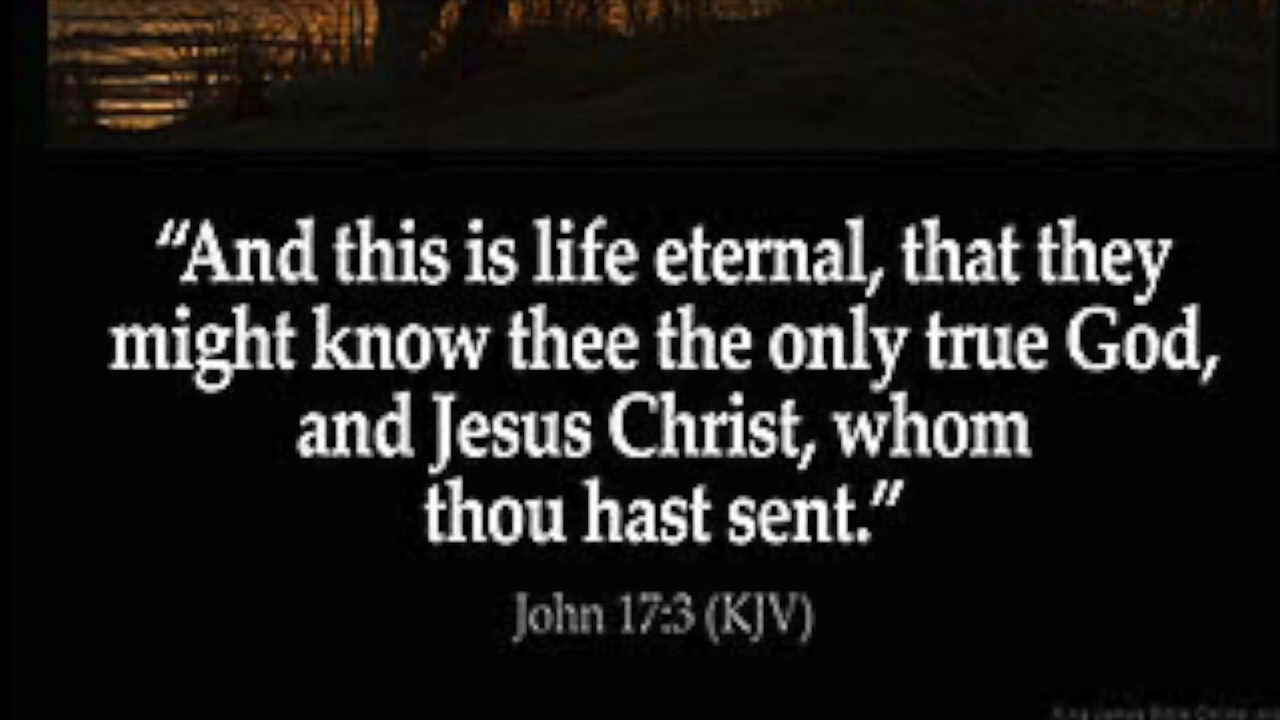 “And this is life eternal, that they
might know thee the only true God,
and Jesus Christ, whom
thou hast sent.”
John 17:3 (KJV)